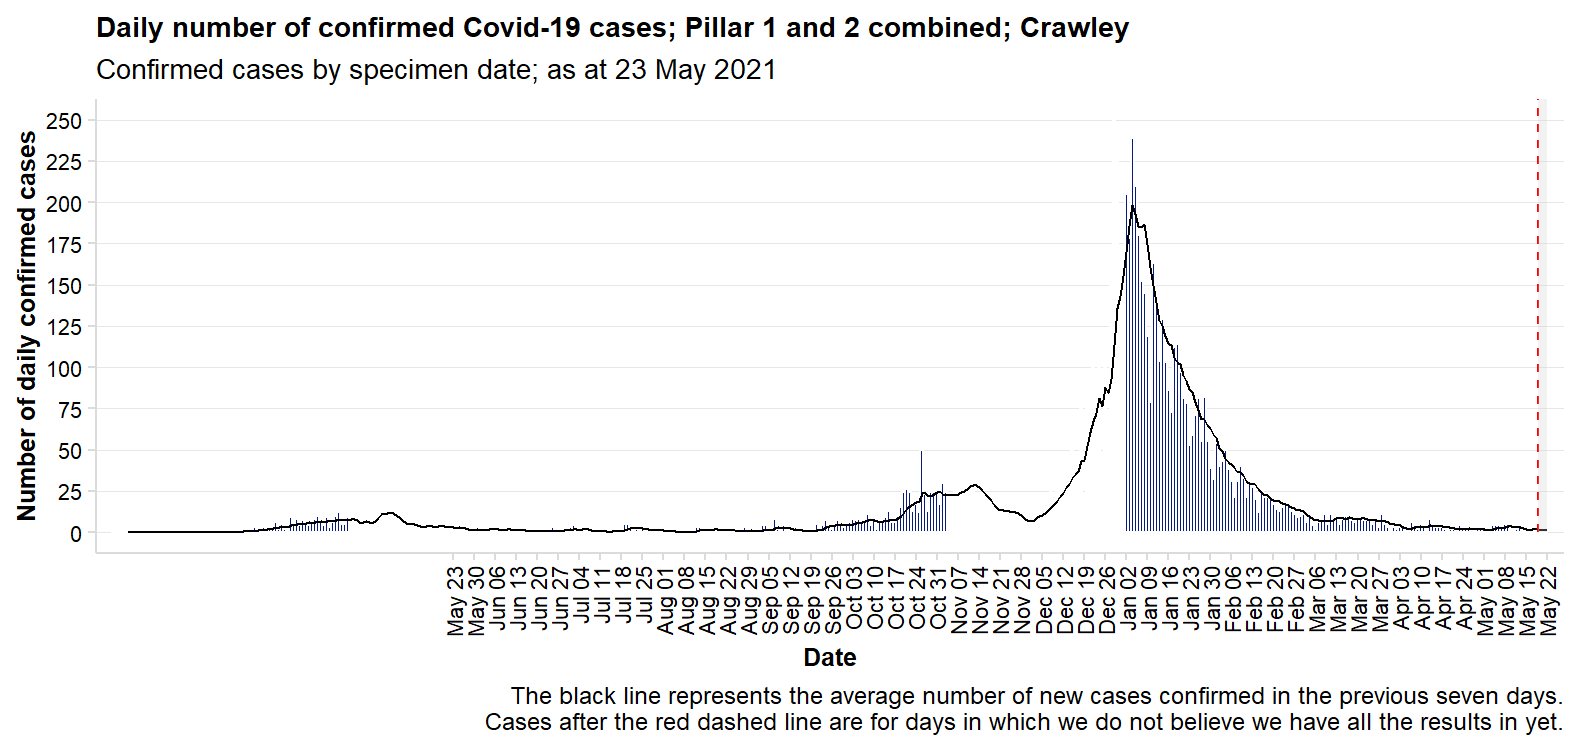 Daily number of confirmed Covid-19 cases; Pillar 1 and 2 combined; Crawley
Confirmed cases by specimen date; as at 23 May 2021
Number of daily confirmed cases
250
225
200
175
150
125
100
75
50
25
0
May 23
May 30
Jun 06
Jun 13
Jun 20
Jun 27
Jul 04
Jul 11
Jul 18
Jul 25
Aug 01
Aug 08
Aug 15
Aug 22
Aug 29
Sep 05
Sep 12
Sep 19
Sep 26
Oct 03
Oct 10
Oct 17
Oct 24
Oct 31
Nov 07
Nov 14
Nov 21
Nov 28
Dec 05
Dec 12
Dec 19
Dec 26
Jan 02
Jan 09
Jan 16
Jan 23
Jan 30
Feb 06
Feb 13
Feb 20
Feb 27
Mar 06
Mar 13
Mar 20
Mar 27
Apr 03
Apr 10
Apr 17
Apr 24
May 01
May 08
May 15
May 22
Date
The black line represents the average number of new cases confirmed in the previous seven days.
Cases after the red dashed line are for days in which we do not believe we have all the results in yet.